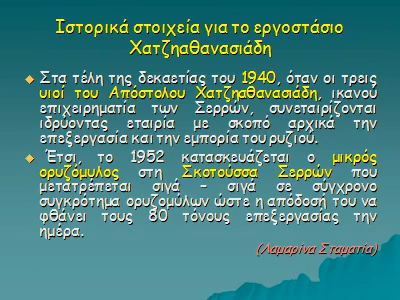 Ιστορικά στοιχεία για το εργοστάσιο
Χατζηαθανασιάδη
Στα τέλη της δεκαετίας του 1940, όταν οι τρεις
υιοί του Απόστολου Χατζηαθανασιάδη, ικανού
επιχειρηματία των Σερρών, συνεταιρίζονται
ιδρύοντας εταιρία με σκοπό αρχικά την
επεξεργασία και την εμπορία του ρυζιού.
Έτσι το 1952 κατασκευάζεται ο μικρός
ορυζόμυλος στη Σκοτούσσα Σερρών που
μετατρέπεται σιγά – σιγά σε σύγχρονο
συγκρότημα ορυζομύλων ώστε η απόδοσή του να
φθάνει τους 80 τόνους επεξεργασίας την
ημέρα.
(Λαμαρίνα Σταματία)